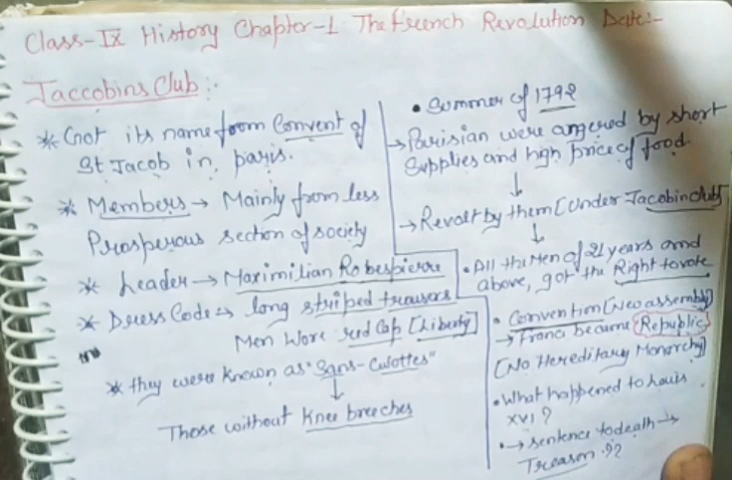 Class-IX History Chapter-1 The French Revolution Date:-
Jaccobins Club:-
* Got its name from Convent of
St Jacob in paris.
* Members → Mainly from less
Prosperous section of society
* Leader → Maximilian Robespierre
* Dress Code → long striped trousers
Men Wore red Cap [Liberty]
* they were known as "Sans-Culottes"
↓
Those without Knee breeches
• Summer of 1792
→ Parisian were angered by short
Supplies and high price of food.
↓
→ Revolt by them [Under Jacobin club]
↓
• All the Men of 21 years and
above, got the Right to vote
• Convention [New assembly]
→ Franc became Republic
[No Hereditary Monarchy]
• What happened to Louis
XVI ?
• → sentence to death →
Treason